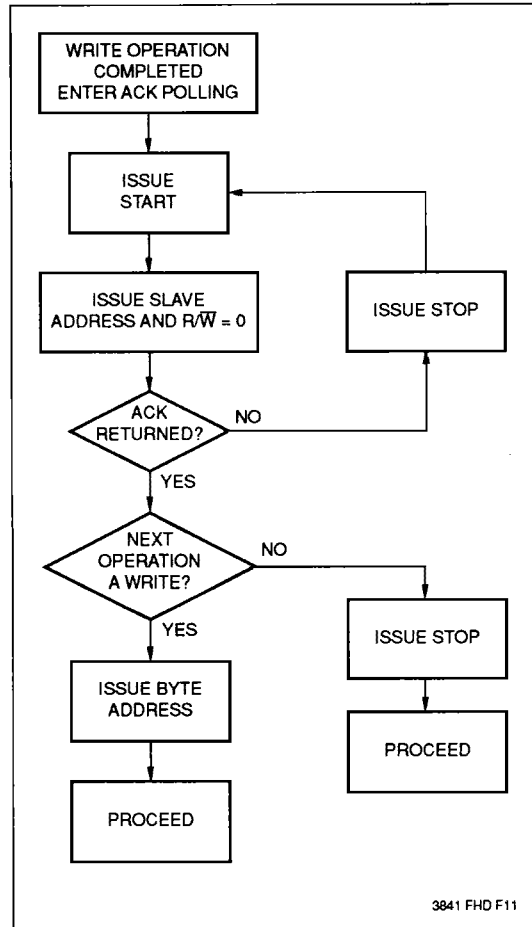 WRITE OPERATION
COMPLETED
ENTER ACK POLLING
ISSUE
START
ISSUE SLAVE
ADDRESS AND R/W̅ = 0
ISSUE STOP
ACK
RETURNED?
NO
YES
NEXT
OPERATION
A WRITE?
NO
YES
ISSUE STOP
ISSUE BYTE
ADDRESS
PROCEED
PROCEED
3841 FHD F11